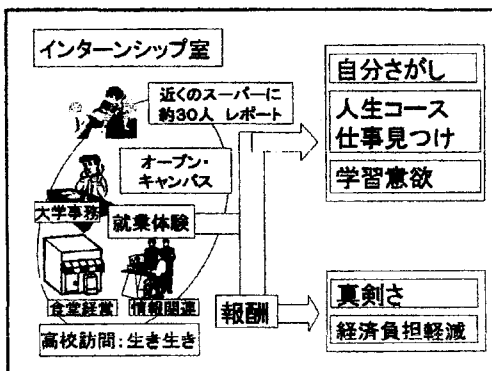 インターンシップ室
近くのスーパーに
約30人 レポート
オープン・
キャンパス
大学事務
就業体験
食堂経営
情報関連
高校訪問:生き生き
報酬
自分さがし
人生コース
仕事見つけ
学習意欲
真剣さ
経済負担軽減